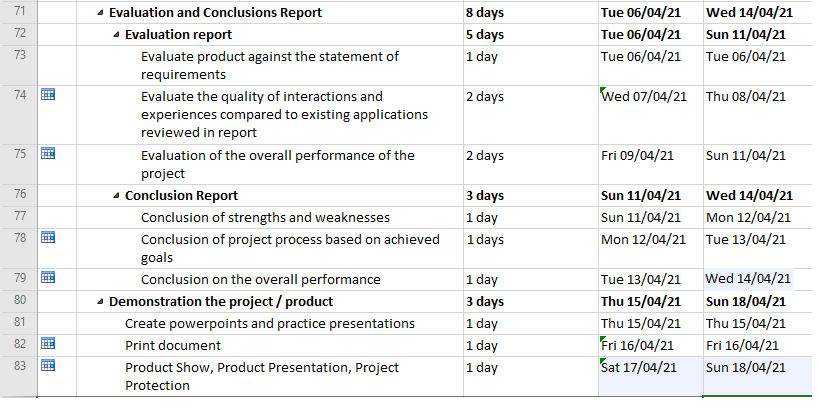 71 Evaluation and Conclusions Report 8 days Tue 06/04/21 Wed 14/04/21
72 Evaluation report 5 days Tue 06/04/21 Sun 11/04/21
73 Evaluate product against the statement of 1 day Tue 06/04/21 Tue 06/04/21
requirements
74 Evaluate the quality of interactions and 2 days Wed 07/04/21 Thu 08/04/21
experiences compared to existing applications
reviewed in report
75 Evaluation of the overall performance of the 2 days Fri 09/04/21 Sun 11/04/21
project
76 Conclusion Report 3 days Sun 11/04/21 Wed 14/04/21
77 Conclusion of strengths and weaknesses 1 day Sun 11/04/21 Mon 12/04/21
78 Conclusion of project process based on achieved 1 days Mon 12/04/21 Tue 13/04/21
goals
79 Conclusion on the overall performance 1 day Tue 13/04/21 Wed 14/04/21
80 Demonstration the project / product 3 days Thu 15/04/21 Sun 18/04/21
81 Create powerpoints and practice presentations 1 day Thu 15/04/21 Thu 15/04/21
82 Print document 1 day Fri 16/04/21 Fri 16/04/21
83 Product Show, Product Presentation, Project 1 day Sat 17/04/21 Sun 18/04/21
Protection